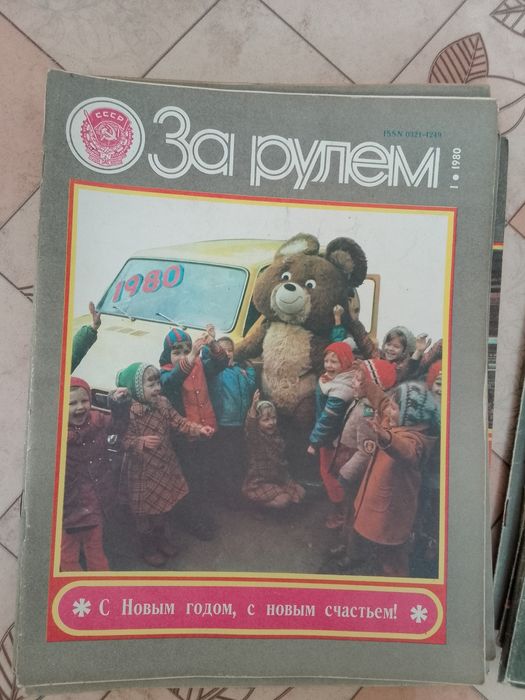 СССР
За рулем
ISSN 0321-4249
1 • 1980
1980
* С Новым годом, с новым счастьем! *